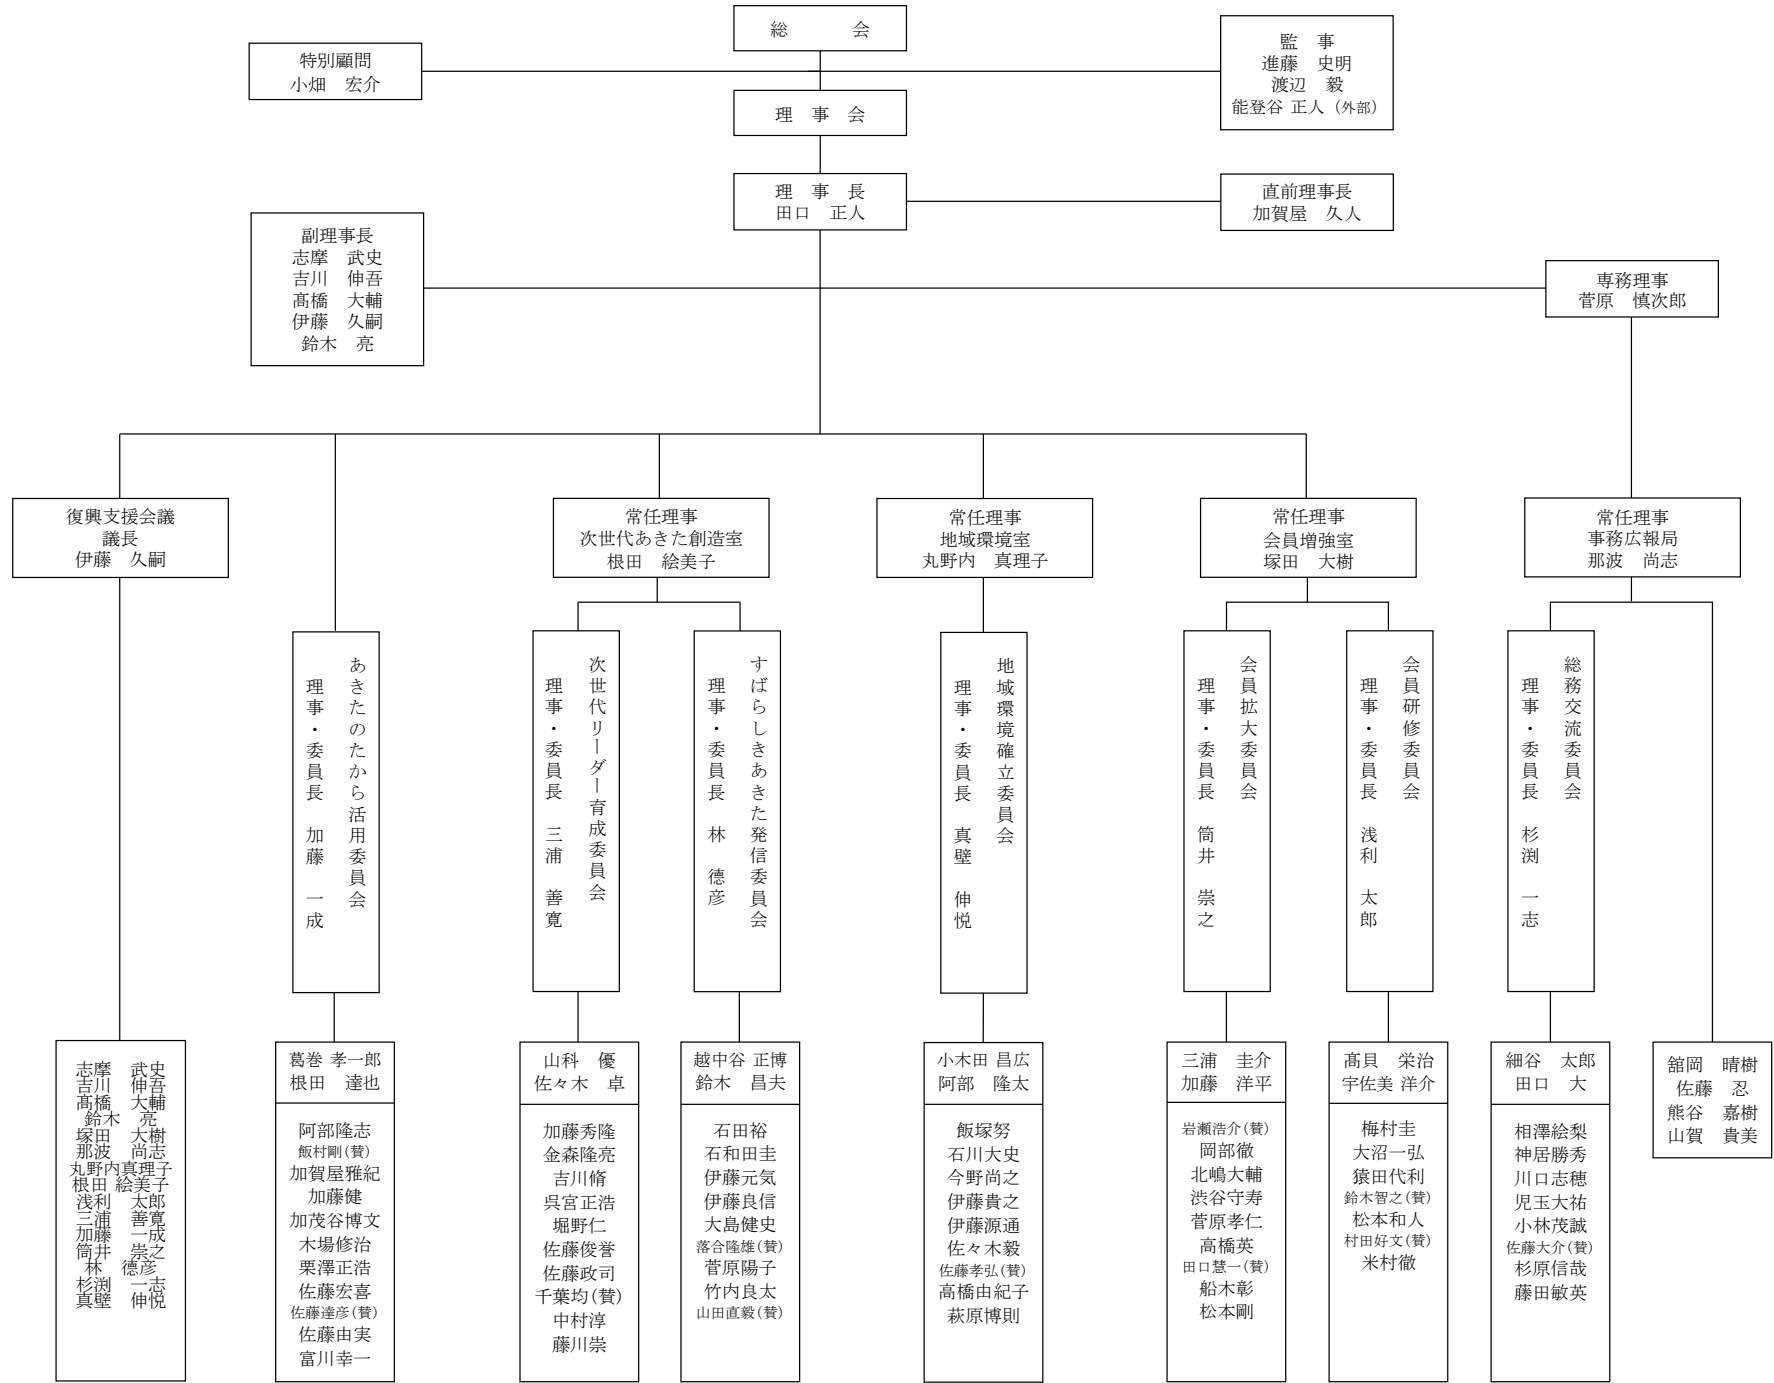 総　会
特別顧問
小畑　宏介
監　事
進藤　史明
渡辺　毅
能登谷 正人（外部）
理　事　会
理　事　長
田口　正人
直前理事長
加賀屋　久人
副理事長
志摩　武史
吉川　伸吾
髙橋　大輔
伊藤　久嗣
鈴木　亮
専務理事
菅原　慎次郎
復興支援会議
議長
伊藤　久嗣
常任理事
次世代あきた創造室
根田　絵美子
常任理事
地域環境室
丸野内　真理子
常任理事
会員増強室
塚田　大樹
常任理事
事務広報局
那波　尚志
あきたのたから活用委員会
理事・委員長　加藤　一成
次世代リーダー育成委員会
理事・委員長　三浦　善寛
すばらしきあきた発信委員会
理事・委員長　林　德彦
地域環境確立委員会
理事・委員長　真壁　伸悦
会員拡大委員会
理事・委員長　筒井　崇之
会員研修委員会
理事・委員長　浅利　太郎
総務交流委員会
理事・委員長　杉渕　一志
志摩　武史
吉川　伸吾
髙橋　大輔
鈴木　亮
塚田　大樹
那波　尚志
丸野内真理子
根田 絵美子
浅利　太郎
三浦　善寛
加藤　一成
筒井　崇之
林　德彦
杉渕　一志
真壁　伸悦
葛巻 孝一郎
根田　達也
阿部隆志
飯村剛(賛)
加賀屋雅紀
加藤健
加茂谷博文
木場修治
栗澤正浩
佐藤宏喜
佐藤達彦(賛)
佐藤由実
富川幸一
山科　優
佐々木　卓
加藤秀隆
金森隆亮
吉川脩
呉宮正浩
堀野仁
佐藤俊誉
佐藤政司
千葉均(賛)
中村淳
藤川崇
越中谷 正博
鈴木　昌夫
石田裕
石和田圭
伊藤元気
伊藤良信
大島健史
落合隆雄(賛)
菅原陽子
竹内良太
山田直毅(賛)
小木田 昌広
阿部　隆太
飯塚努
石川大史
今野尚之
伊藤貴之
伊藤源通
佐々木毅
佐藤孝弘(賛)
高橋由紀子
萩原博則
三浦　圭介
加藤　洋平
岩瀬浩介(賛)
岡部徹
北嶋大輔
渋谷守寿
菅原孝仁
高橋英
田口慧一(賛)
船木彰
松本剛
髙貝　栄治
宇佐美 洋介
梅村圭
大沼一弘
猿田代利
鈴木智之(賛)
松本和人
村田好文(賛)
米村徹
細谷　太郎
田口　大
相澤絵梨
神居勝秀
川口志穂
児玉大祐
小林茂誠
佐藤大介(賛)
杉原信哉
藤田敏英
舘岡　晴樹
佐藤　忍
熊谷　嘉樹
山賀　貴美